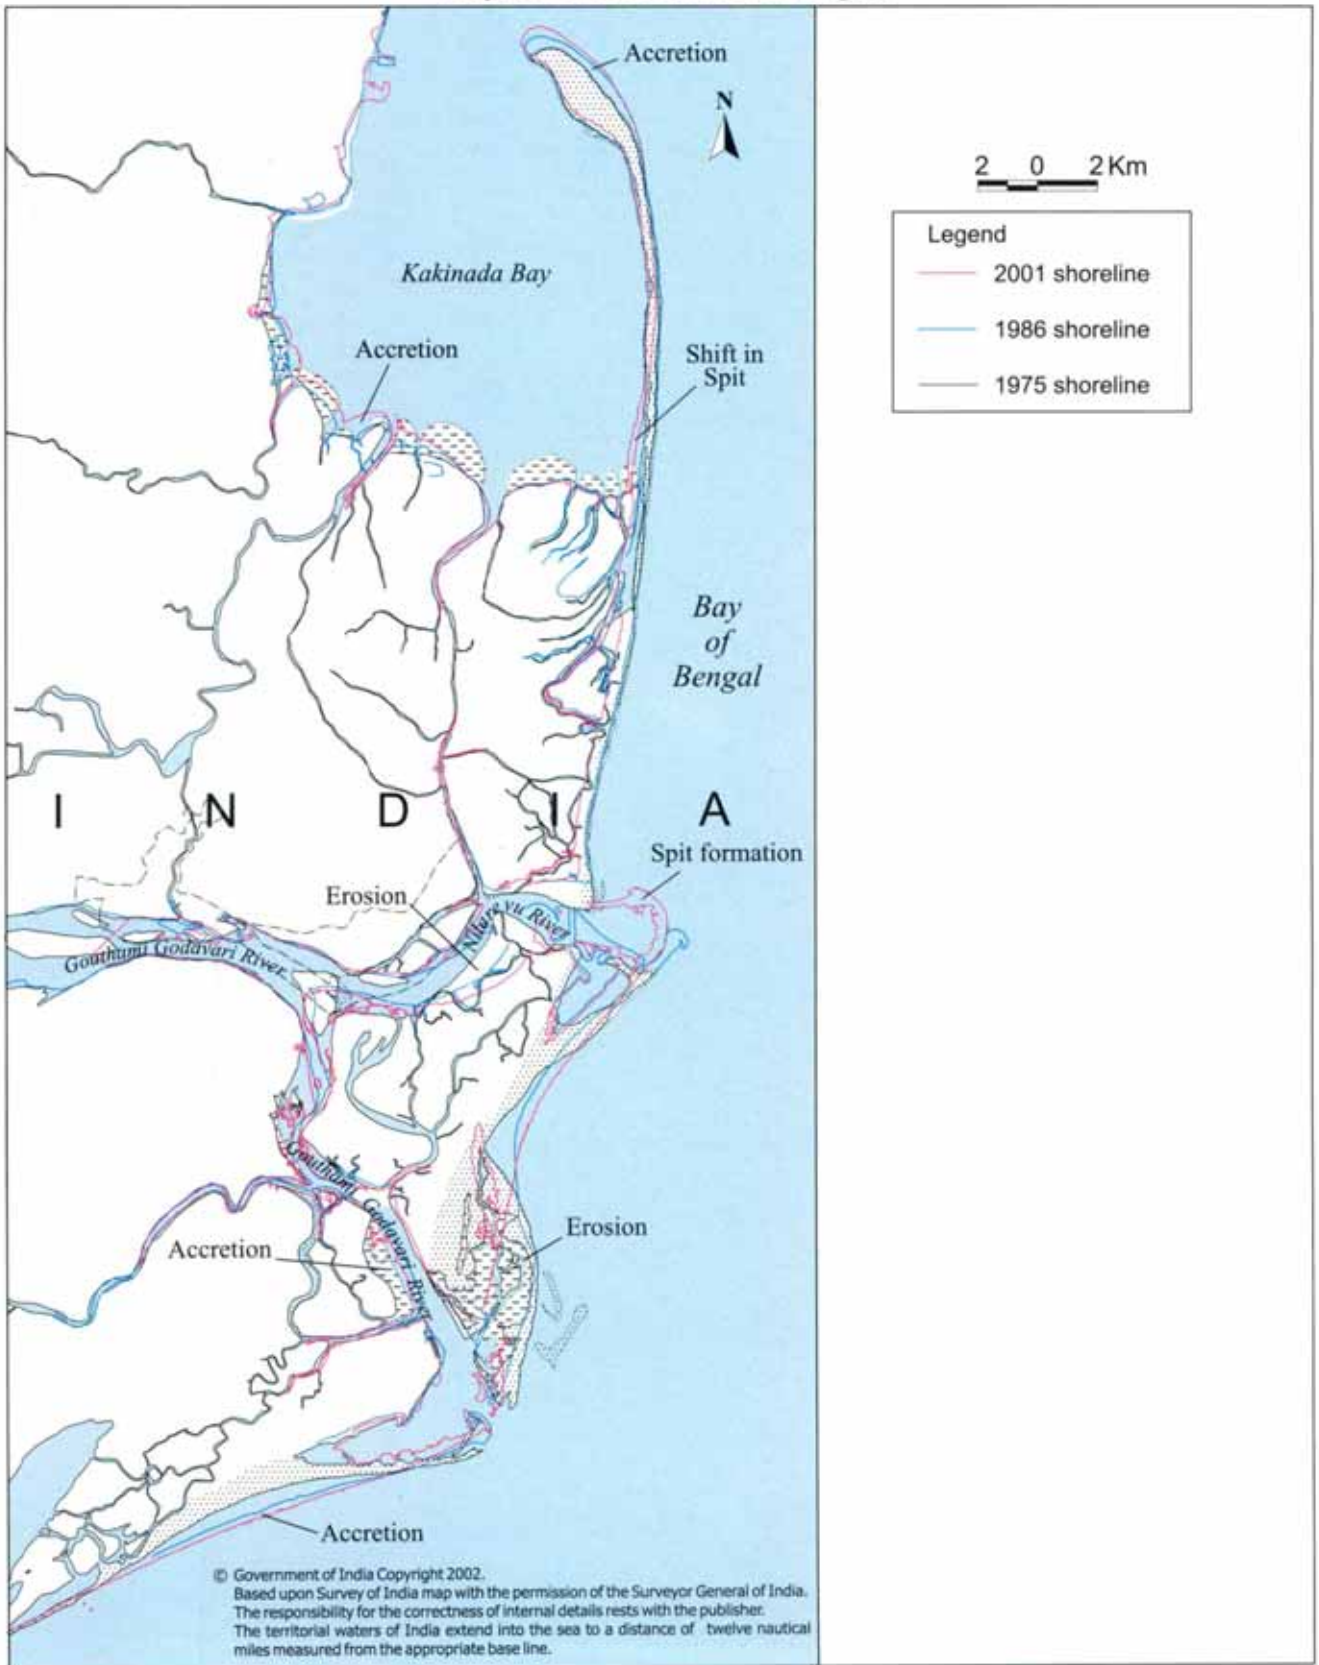 Accretion
N
2 0 2 Km
Legend
2001 shoreline
1986 shoreline
1975 shoreline
Kakinada Bay
Accretion
Shift in
Spit
Bay
of
Bengal
I N D I A
Spit formation
Erosion
Nilarevu River
Gouthami Godavari River
Gouthami Godavari River
Erosion
Accretion
Accretion
© Government of India Copyright 2002.
Based upon Survey of India map with the permission of the Surveyor General of India.
The responsibility for the correctness of internal details rests with the publisher.
The territorial waters of India extend into the sea to a distance of twelve nautical
miles measured from the appropriate base line.